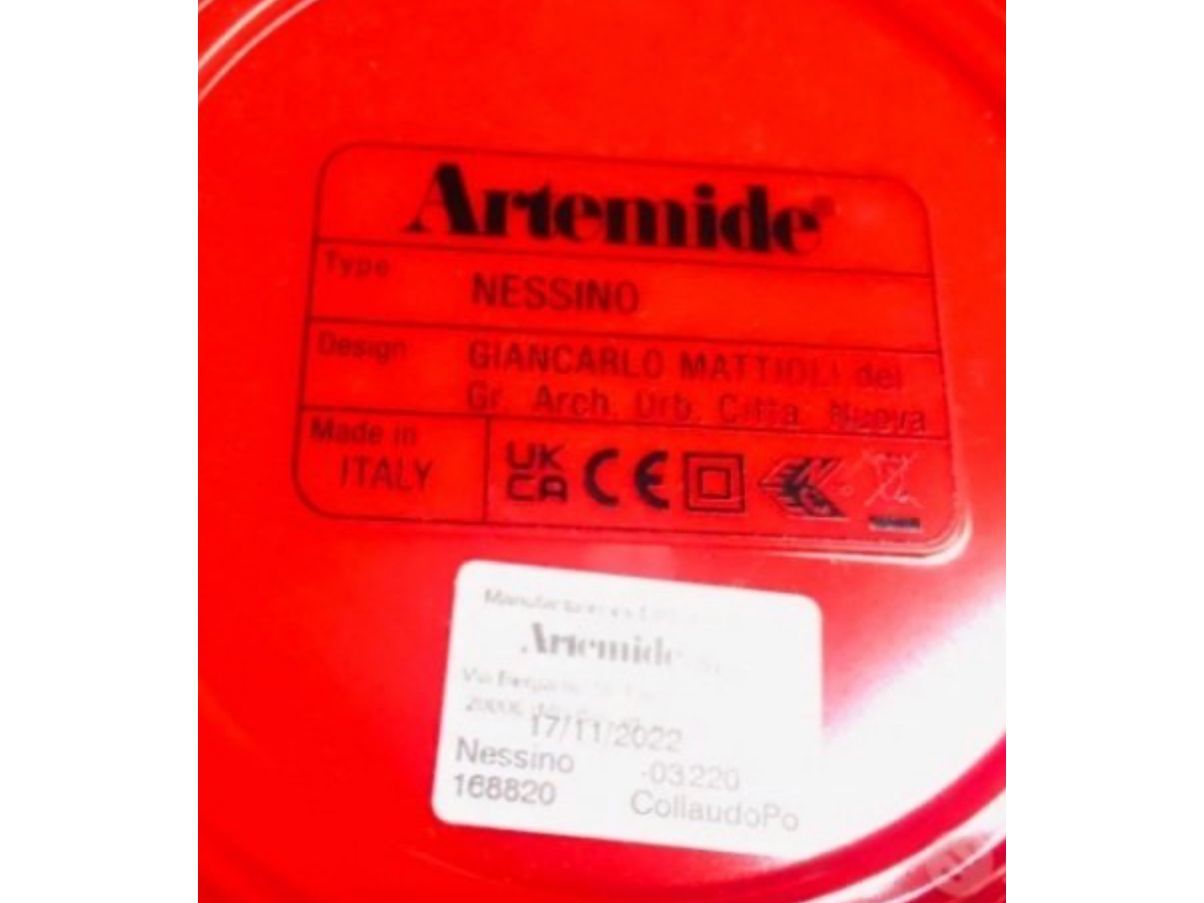 Artemide®
Type NESSINO
Design GIANCARLO MATTIOLI del
Gr. Arch. Urb. Citta Nuova
Made in
ITALY
UK
CA CE
Artemide
17/11/2022
Nessino -03220
168820 CollaudoPo